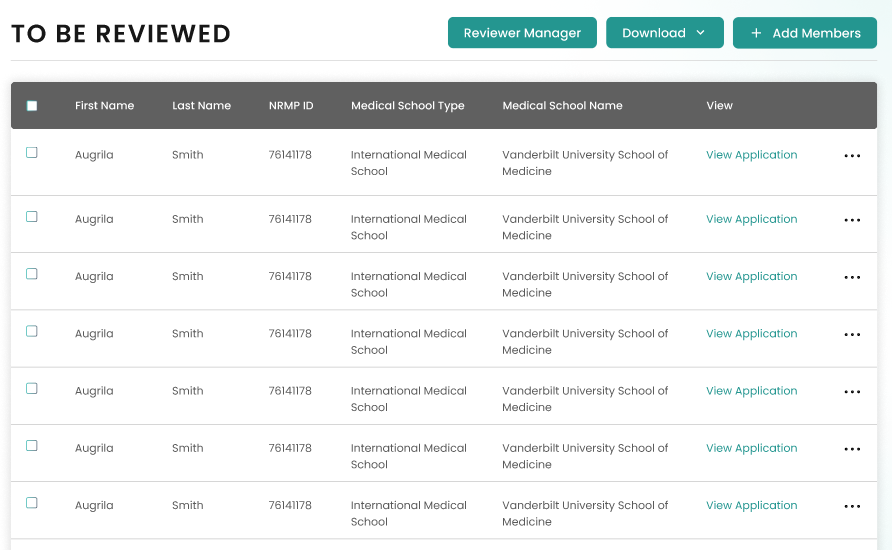 TO BE REVIEWED
Reviewer Manager
Download
+ Add Members
First Name Last Name NRMP ID Medical School Type Medical School Name View
Augrila Smith 76141178 International Medical Vanderbilt University School of View Application
School Medicine
Augrila Smith 76141178 International Medical Vanderbilt University School of View Application
School Medicine
Augrila Smith 76141178 International Medical Vanderbilt University School of View Application
School Medicine
Augrila Smith 76141178 International Medical Vanderbilt University School of View Application
School Medicine
Augrila Smith 76141178 International Medical Vanderbilt University School of View Application
School Medicine
Augrila Smith 76141178 International Medical Vanderbilt University School of View Application
School Medicine
Augrila Smith 76141178 International Medical Vanderbilt University School of View Application
School Medicine